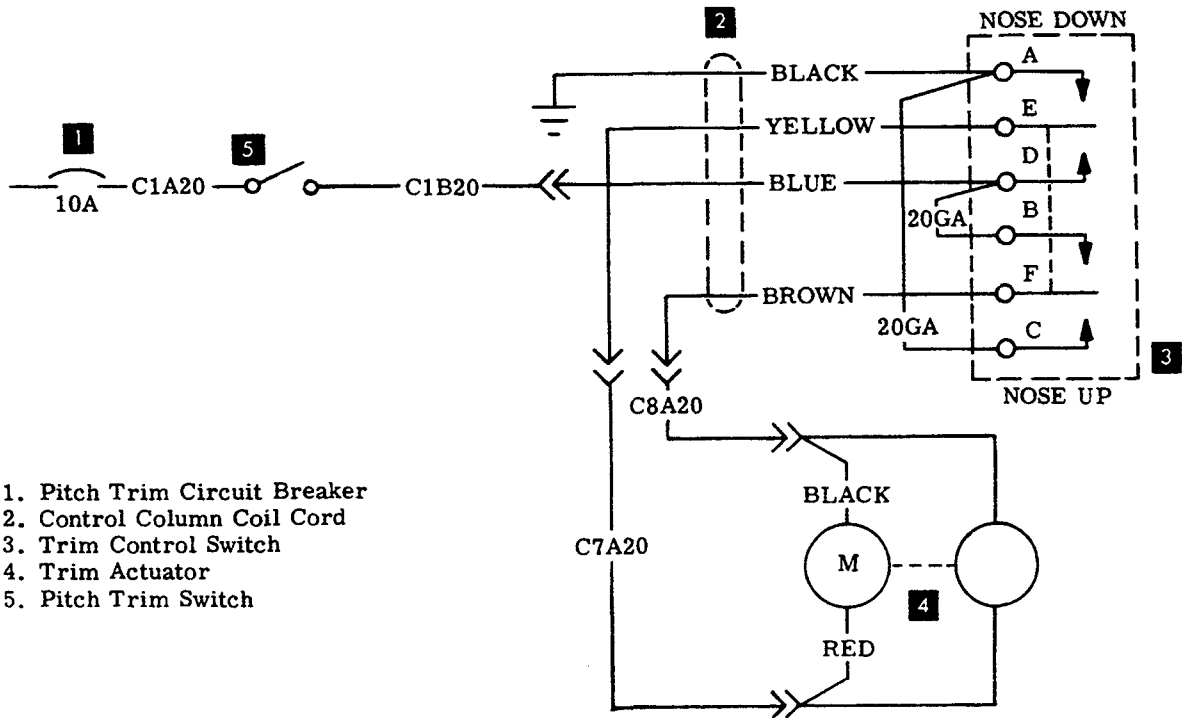 2
NOSE DOWN
BLACK
A
1
YELLOW
E
5
D
C1A20
C1B20
BLUE
10A
20GA
B
BROWN
F
20GA
C
3
NOSE UP
C8A20
1. Pitch Trim Circuit Breaker
2. Control Column Coil Cord
3. Trim Control Switch
4. Trim Actuator
5. Pitch Trim Switch
BLACK
C7A20
M
4
RED